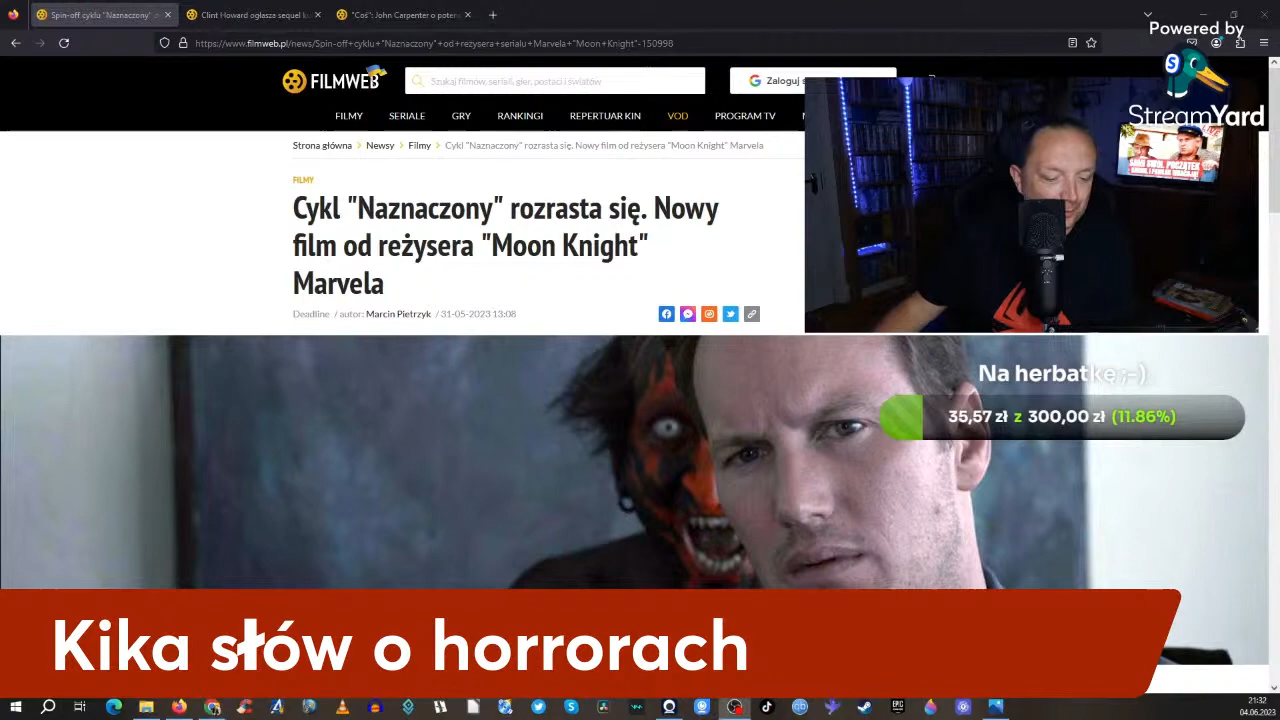 Spin-off cyklu "Naznaczony"
Clint Howard ogłasza sequel
"Coś": John Carpenter o poten
https://www.filmweb.pl/news/Spin-off+cyklu+"Naznaczony"+od+reżysera+serialu+Marvela+"Moon+Knight"-150998
Powered by
StreamYard
FILMWEB
Szukaj filmów, seriali, gier, postaci i światów
Zaloguj
FILMY SERIALE GRY RANKINGI REPERTUAR KIN VOD PROGRAM TV
Strona główna > Newsy > Filmy > Cykl "Naznaczony" rozrasta się. Nowy film od reżysera "Moon Knight" Marvela
FILMY
Cykl "Naznaczony" rozrasta się. Nowy
film od reżysera "Moon Knight"
Marvela
Deadline / autor: Marcin Pietrzyk / 31-05-2023 13:08
Na herbatkę ;-)
35,57 zł z 300,00 zł (11.86%)
Kika słów o horrorach
21:32
04.06.2023